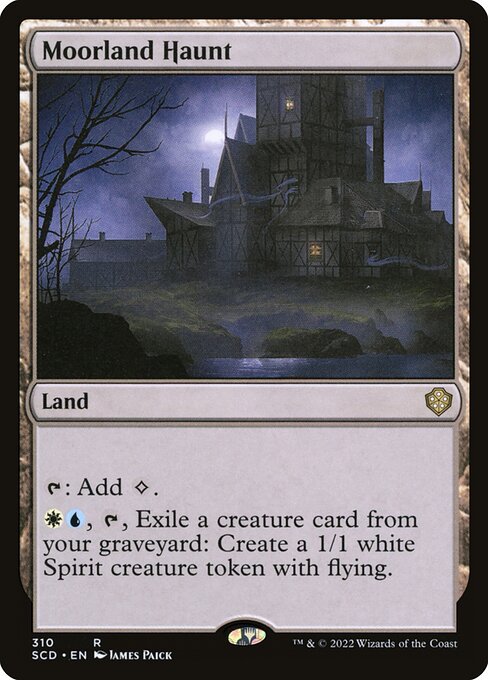 Moorland Haunt
Land
: Add .
, , Exile a creature card from
your graveyard: Create a 1/1 white
Spirit creature token with flying.
310 R
SCD • EN James Paick
™ & © 2022 Wizards of the Coast